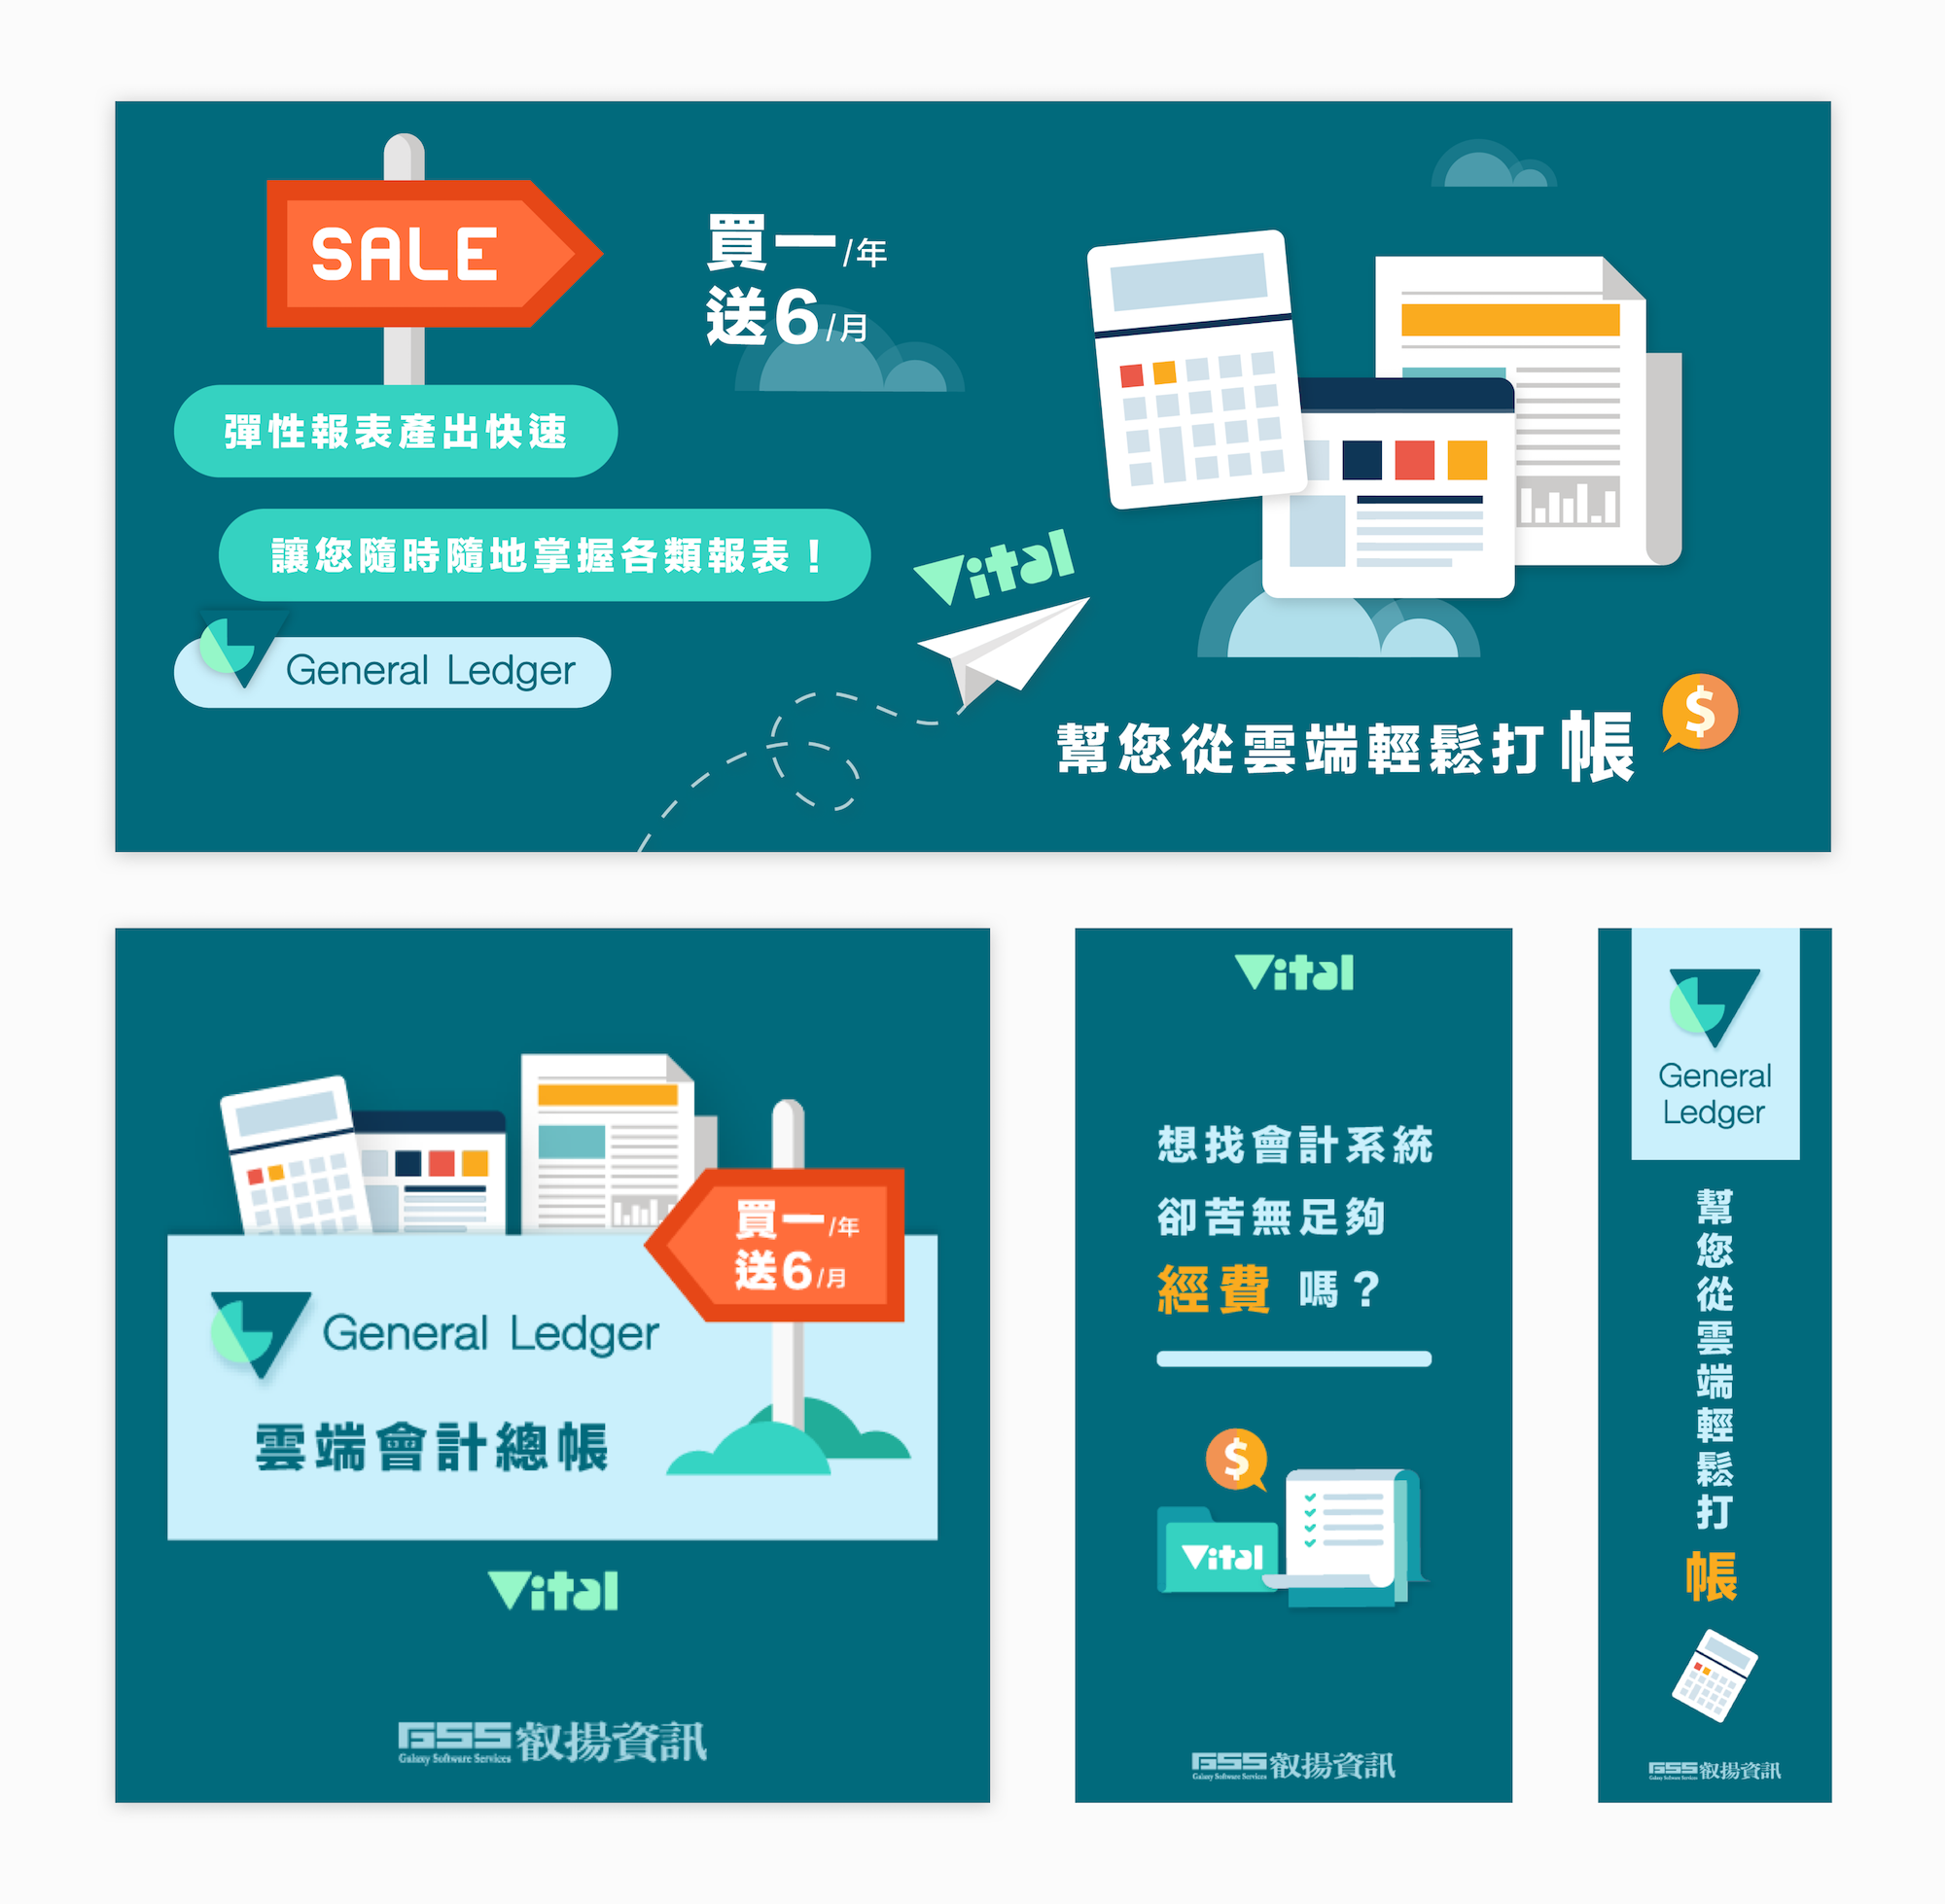 SALE
買一/年
送6/月
彈性報表產出快速
讓您隨時隨地掌握各類報表！
General Ledger
Vital
幫您從雲端輕鬆打帳
$
買一/年
送6/月
General Ledger
雲端會計總帳
Vital
GSS 叡揚資訊
Galaxy Software Services
Vital
想找會計系統
卻苦無足夠
經費 嗎？
$
Vital
GSS 叡揚資訊
Galaxy Software Services
General
Ledger
幫您從雲端輕鬆打帳
GSS 叡揚資訊
Galaxy Software Services